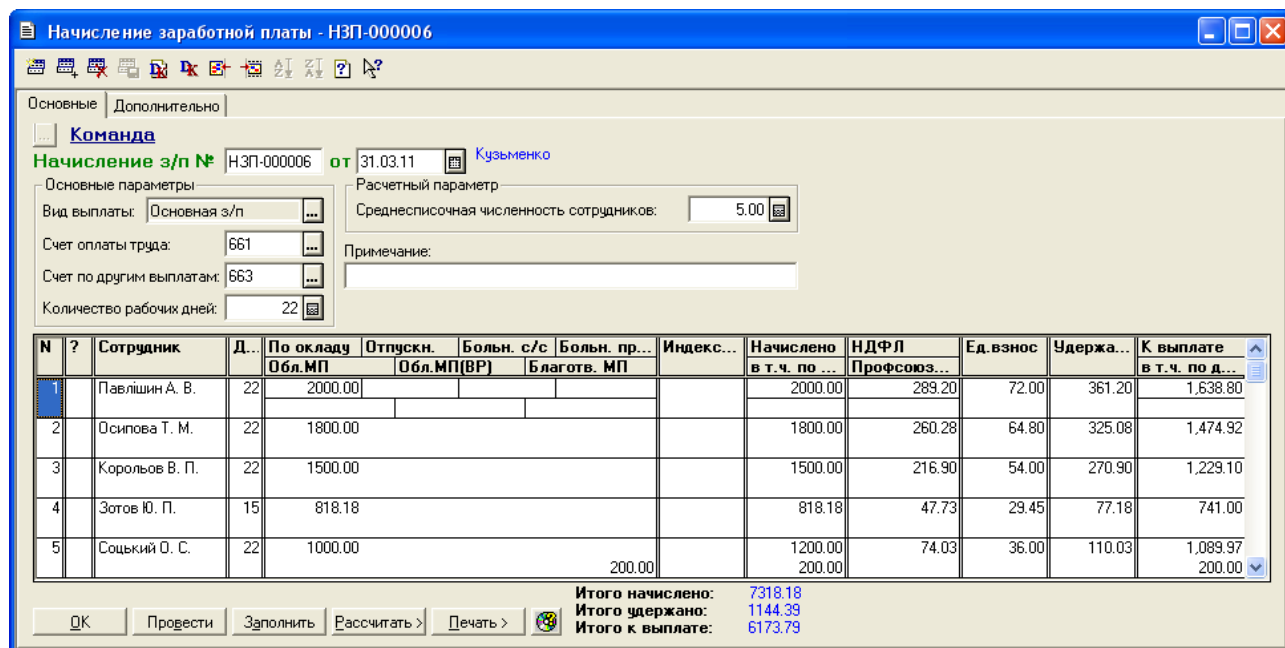 Начисление заработной платы - НЗП-000006
Основные Дополнительно
... Команда
Начисление з/п № НЗП-000006 от 31.03.11 Кузьменко
Основные параметры Расчетный параметр
Вид выплаты: Основная з/п ... Среднесписочная численность сотрудников: 5.00
Счет оплаты труда: 661 ... Примечание:
Счет по другим выплатам: 663 ...
Количество рабочих дней: 22
N ? Сотрудник Д... По окладу Отпускн. Больн. с/с Больн. пр... Индекс... Начислено НДФЛ Ед.взнос Удержа... К выплате
Обл.МП Обл.МП(ВР) Благотв. МП в т.ч. по ... Профсоюз... в т.ч. по д...
1 Павлішин А. В. 22 2000.00 2000.00 289.20 72.00 361.20 1,638.80
2 Осипова Т. М. 22 1800.00 1800.00 260.28 64.80 325.08 1,474.92
3 Корольов В. П. 22 1500.00 1500.00 216.90 54.00 270.90 1,229.10
4 Зотов Ю. П. 15 818.18 818.18 47.73 29.45 77.18 741.00
5 Соцький О. С. 22 1000.00 1200.00 74.03 36.00 110.03 1,089.97
200.00 200.00 200.00
Итого начислено: 7318.18
Итого удержано: 1144.39
Итого к выплате: 6173.79
OK Провести Заполнить Рассчитать > Печать >